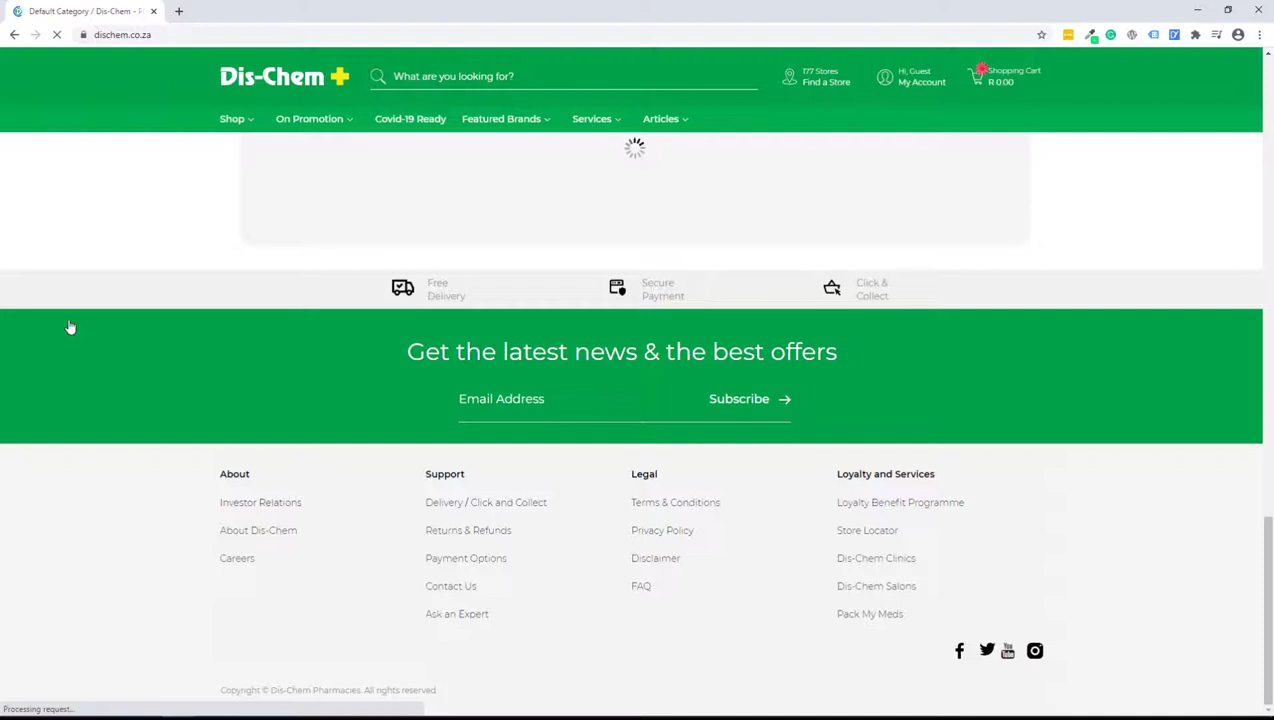 Default Category / Dis-Chem - P
dischem.co.za
Dis-Chem
What are you looking for?
177 Stores
Find a Store
Hi, Guest
My Account
Shopping Cart
R 0.00
Shop
On Promotion
Covid-19 Ready
Featured Brands
Services
Articles
Free
Delivery
Secure
Payment
Click &
Collect
Get the latest news & the best offers
Email Address
Subscribe
About
Investor Relations
About Dis-Chem
Careers
Support
Delivery / Click and Collect
Returns & Refunds
Payment Options
Contact Us
Ask an Expert
Legal
Terms & Conditions
Privacy Policy
Disclaimer
FAQ
Loyalty and Services
Loyalty Benefit Programme
Store Locator
Dis-Chem Clinics
Dis-Chem Salons
Pack My Meds
You
Tube
Copyright © Dis-Chem Pharmacies. All rights reserved.
Processing request...